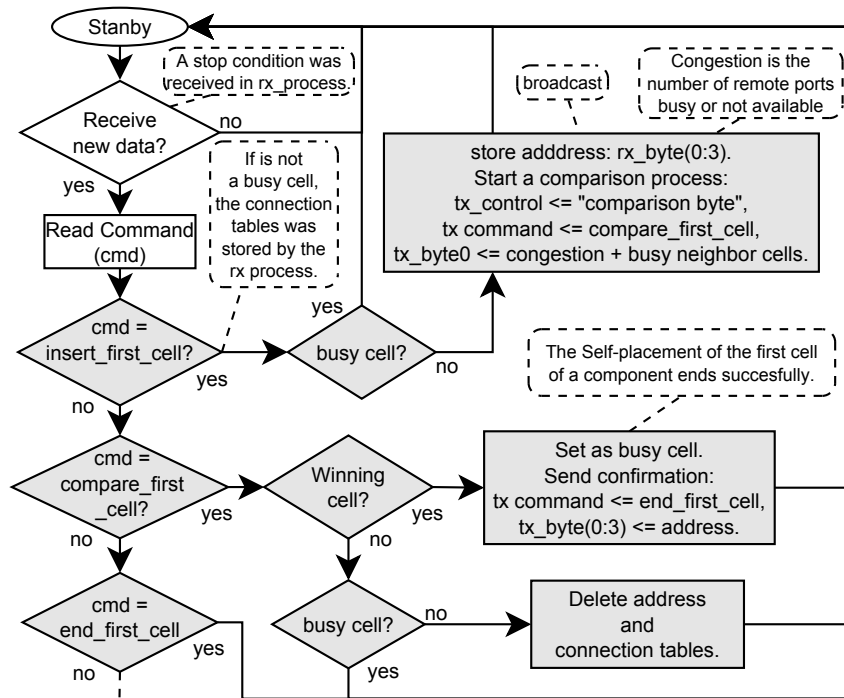 Stanby
A stop condition was
received in rx_process.
Receive
new data?
no
yes
Read Command
(cmd)
If is not
a busy cell,
the connection
tables was
stored by the
rx process.
broadcast
Congestion is the
number of remote ports
busy or not available
store adddress: rx_byte(0:3).
Start a comparison process:
tx_control <= "comparison byte",
tx command <= compare_first_cell,
tx_byte0 <= congestion + busy neighbor cells.
cmd =
insert_first_cell?
yes
no
busy cell?
yes
no
The Self-placement of the first cell
of a component ends succesfully.
cmd =
compare_first
_cell?
yes
no
Winning
cell?
yes
no
Set as busy cell.
Send confirmation:
tx command <= end_first_cell,
tx_byte(0:3) <= address.
cmd =
end_first_cell
yes
no
busy cell?
no
yes
Delete address
and
connection tables.